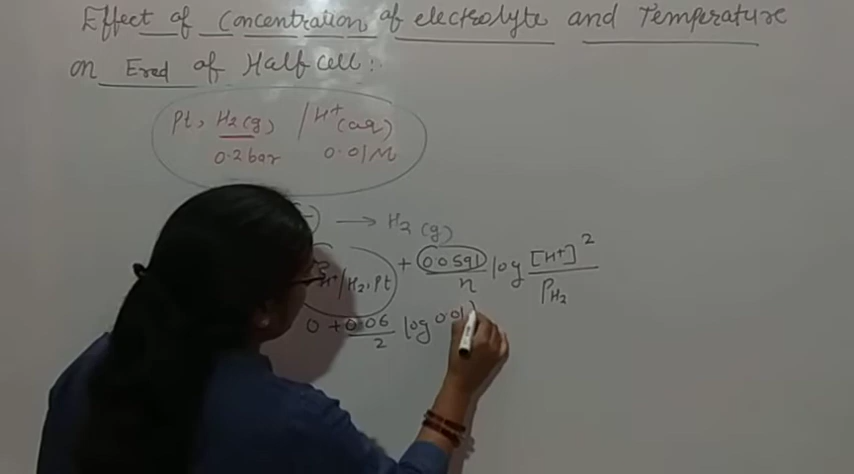 Effect of Concentration of electrolyte and Temperature
on Ered of Half cell :
Pt, H2(g) / H+(aq)
0.2 bar 0.01M
⟶ H2(g)
H+/H2, Pt + 0.0591/n log [H+]²/PH2
0 + 0.06/2 log 0.01